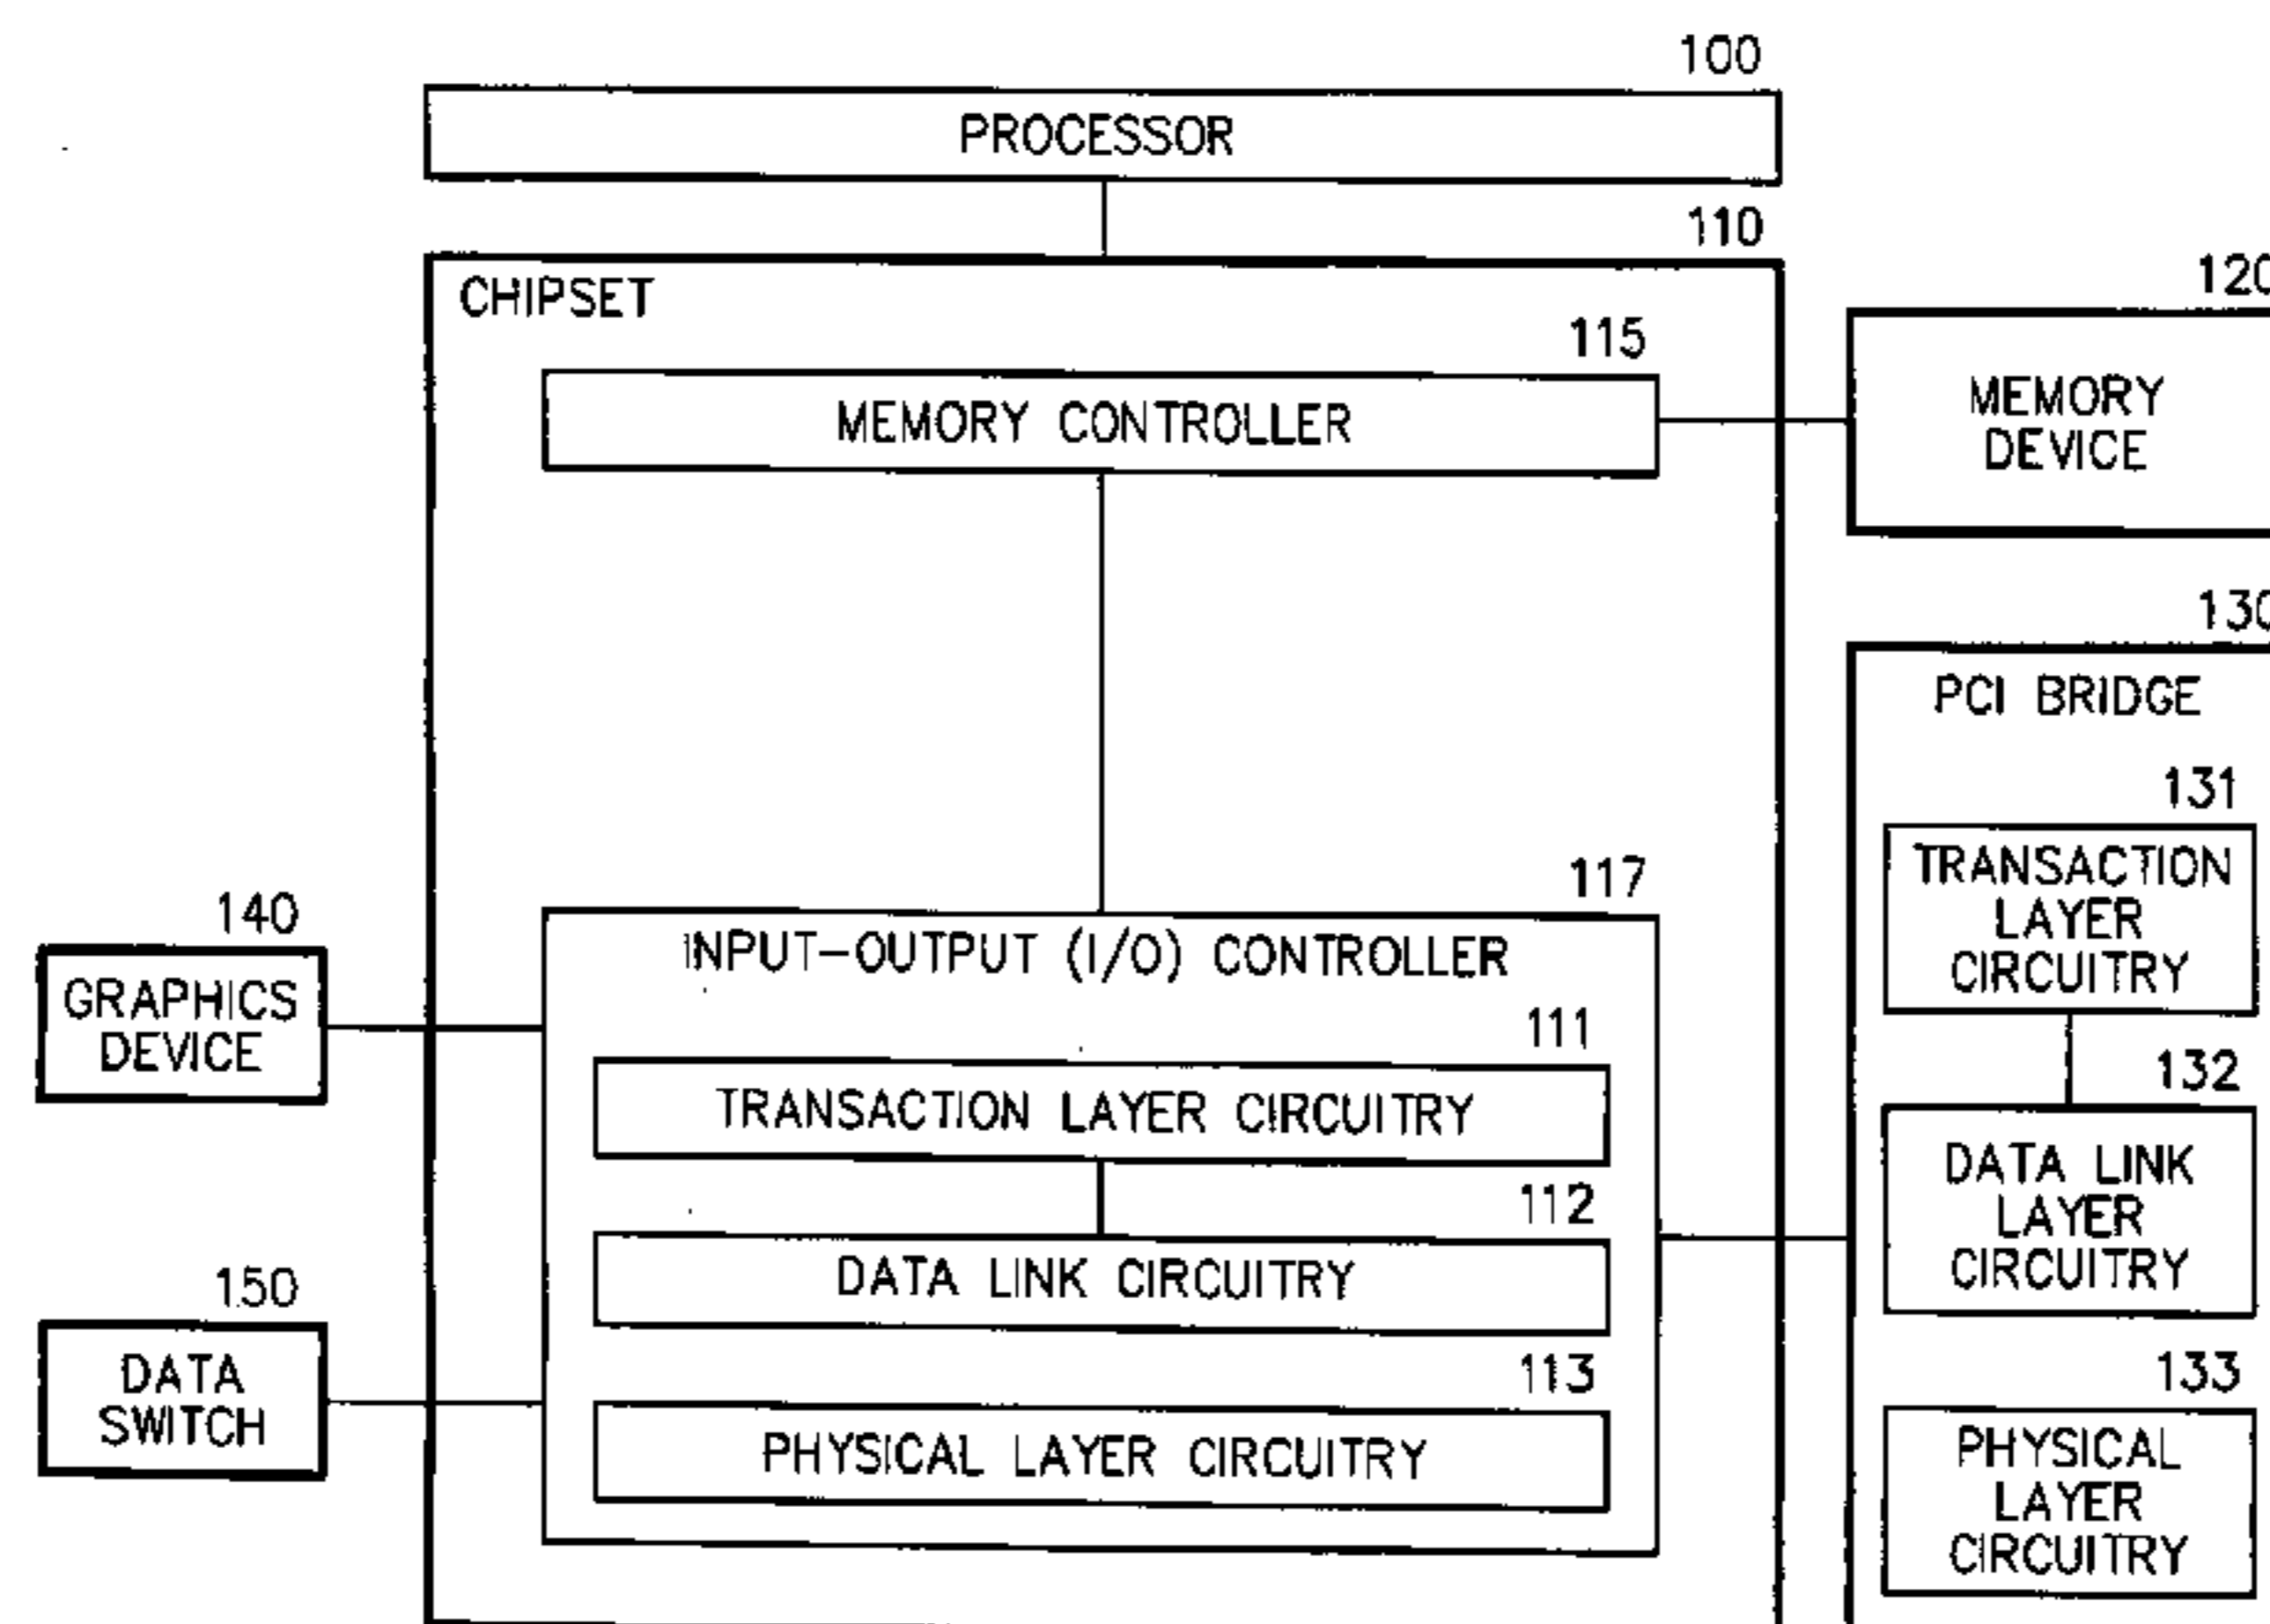 100
PROCESSOR
110
CHIPSET
115
MEMORY CONTROLLER
120
MEMORY
DEVICE
130
PCI BRIDGE
131
TRANSACTION
LAYER
CIRCUITRY
132
DATA LINK
LAYER
CIRCUITRY
133
PHYSICAL
LAYER
CIRCUITRY
117
INPUT-OUTPUT (I/O) CONTROLLER
111
TRANSACTION LAYER CIRCUITRY
112
DATA LINK CIRCUITRY
113
PHYSICAL LAYER CIRCUITRY
140
GRAPHICS
DEVICE
150
DATA
SWITCH